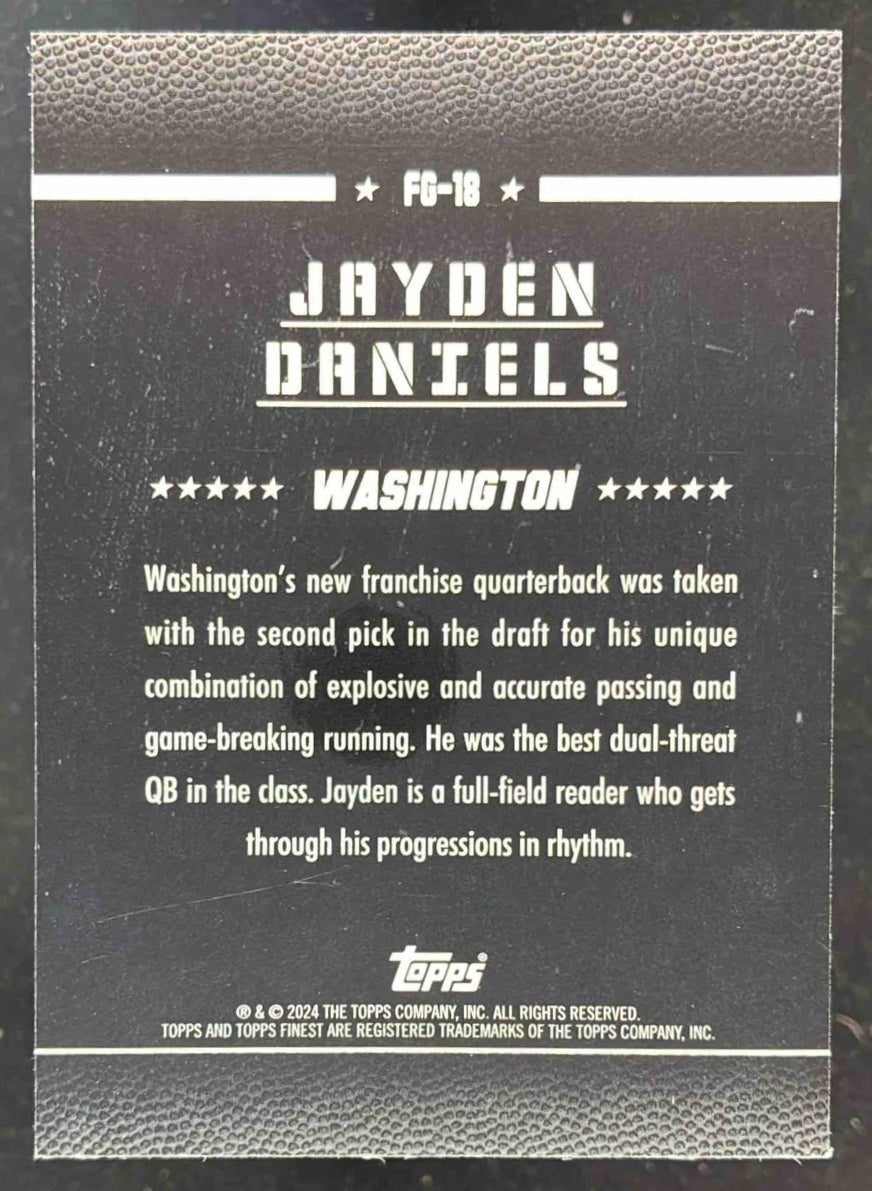 ★ FG-18 ★
JAYDEN
DANIELS
★★★★★ WASHINGTON ★★★★★
Washington's new franchise quarterback was taken
with the second pick in the draft for his unique
combination of explosive and accurate passing and
game-breaking running. He was the best dual-threat
QB in the class. Jayden is a full-field reader who gets
through his progressions in rhythm.
topps®
® & © 2024 THE TOPPS COMPANY, INC. ALL RIGHTS RESERVED.
TOPPS AND TOPPS FINEST ARE REGISTERED TRADEMARKS OF THE TOPPS COMPANY, INC.